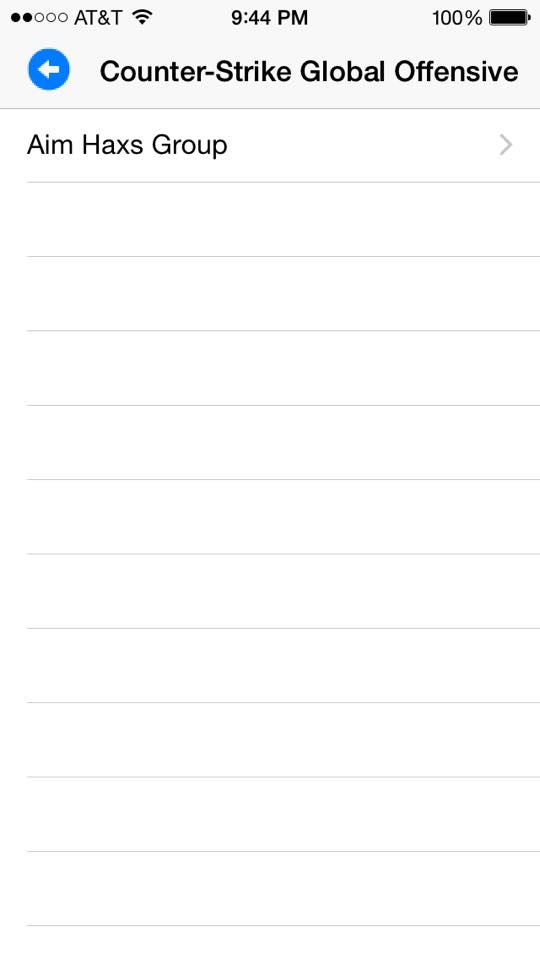 AT&T 9:44 PM 100%
Counter-Strike Global Offensive
Aim Haxs Group